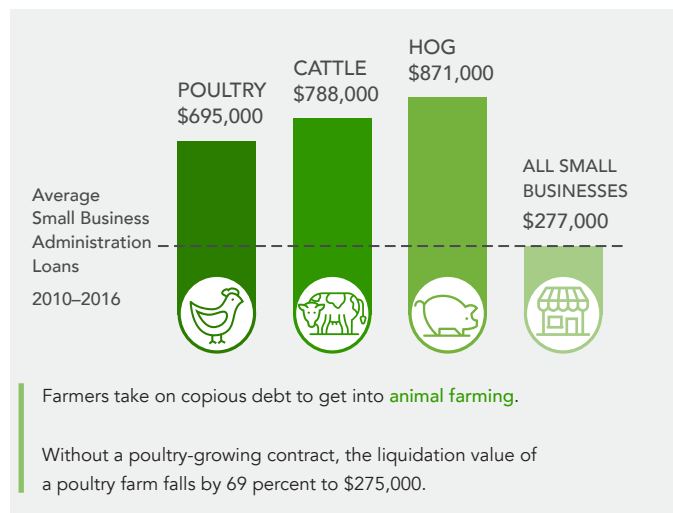 POULTRY
$695,000
CATTLE
$788,000
HOG
$871,000
ALL SMALL
BUSINESSES
$277,000
Average
Small Business
Administration
Loans
2010–2016
Farmers take on copious debt to get into animal farming.
Without a poultry-growing contract, the liquidation value of
a poultry farm falls by 69 percent to $275,000.